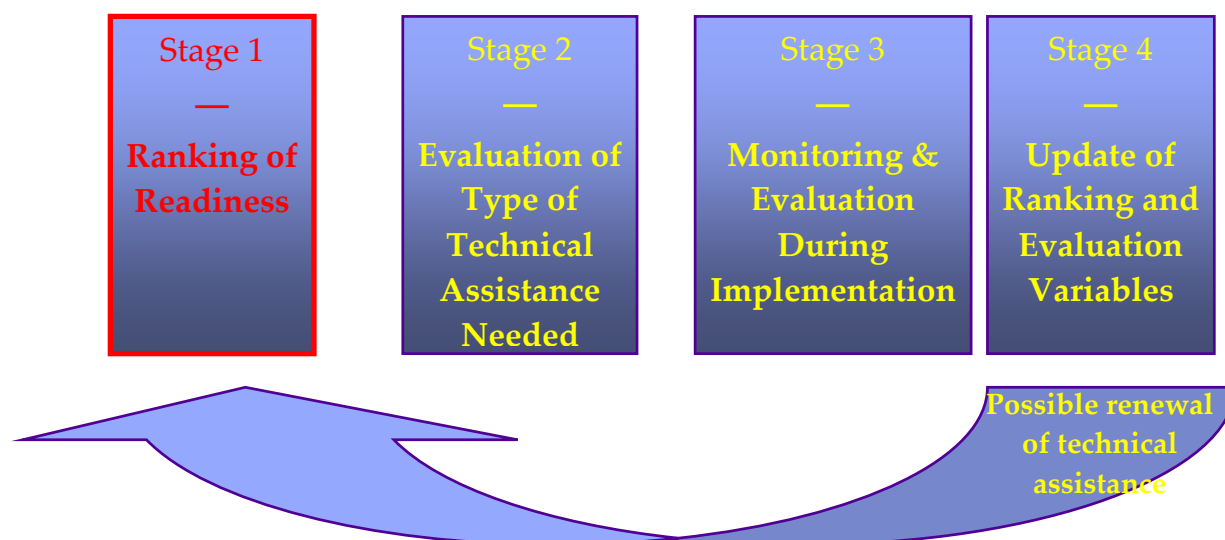 Stage 1
—
Ranking of
Readiness
Stage 2
—
Evaluation of
Type of
Technical
Assistance
Needed
Stage 3
—
Monitoring &
Evaluation
During
Implementation
Stage 4
—
Update of
Ranking and
Evaluation
Variables
Possible renewal
of technical
assistance